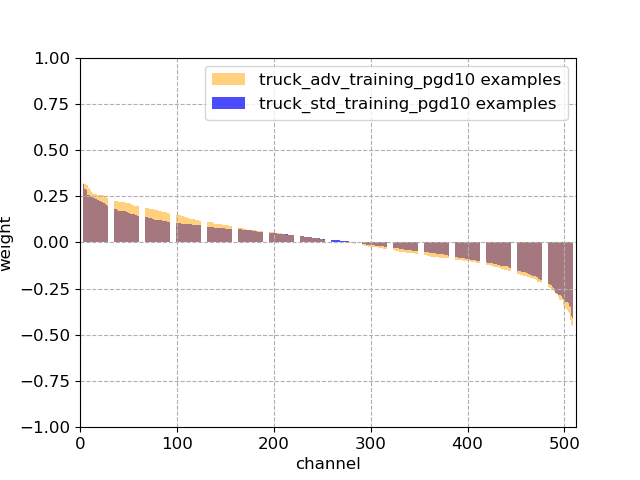 truck_adv_training_pgd10 examples
truck_std_training_pgd10 examples
1.00
0.75
0.50
0.25
0.00
−0.25
−0.50
−0.75
−1.00
weight
0 100 200 300 400 500
channel